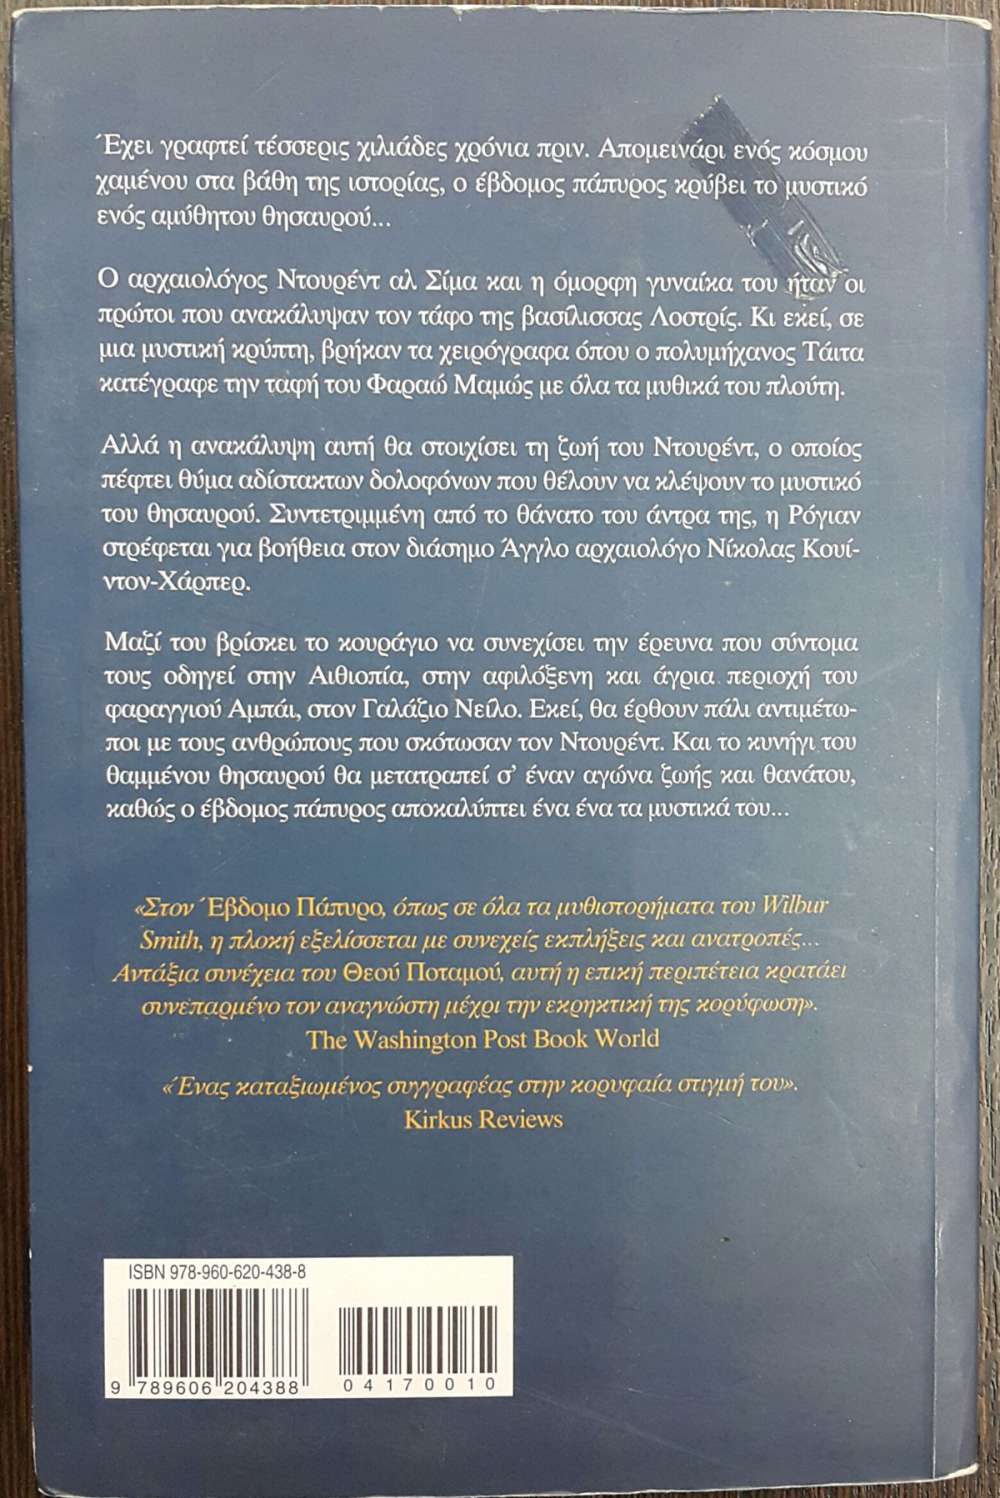 Έχει γραφτεί τέσσερις χιλιάδες χρόνια πριν. Απομεινάρι ενός κόσμου
χαμένου στα βάθη της ιστορίας, ο έβδομος πάπυρος κρύβει το μυστικό
ενός αμύθητου θησαυρού...
Ο αρχαιολόγος Ντουρέντ αλ Σίμα και η όμορφη γυναίκα του ήταν οι
πρώτοι που ανακάλυψαν τον τάφο της βασίλισσας Λοστρίς. Κι εκεί, σε
μια μυστική κρύπτη, βρήκαν τα χειρόγραφα όπου ο πολυμήχανος Τάιτα
κατέγραφε την ταφή του Φαραώ Μαμώς με όλα τα μυθικά του πλούτη.
Αλλά η ανακάλυψη αυτή θα στοιχίσει τη ζωή του Ντουρέντ, ο οποίος
πέφτει θύμα αδίστακτων δολοφόνων που θέλουν να κλέψουν το μυστικό
του θησαυρού. Συντετριμμένη από το θάνατο του άντρα της, η Ρόγιαν
στρέφεται για βοήθεια στον διάσημο Άγγλο αρχαιολόγο Νίκολας Κουί-
ντον-Χάρπερ.
Μαζί του βρίσκει το κουράγιο να συνεχίσει την έρευνα που σύντομα
τους οδηγεί στην Αιθιοπία, στην αφιλόξενη και άγρια περιοχή του
φαραγγιού Αμπάι, στον Γαλάζιο Νείλο. Εκεί, θα έρθουν πάλι αντιμέτω-
ποι με τους ανθρώπους που σκότωσαν τον Ντουρέντ. Και το κυνήγι του
θαμμένου θησαυρού θα μετατραπεί σ' έναν αγώνα ζωής και θανάτου,
καθώς ο έβδομος πάπυρος αποκαλύπτει ένα ένα τα μυστικά του...
«Στον Έβδομο Πάπυρο, όπως σε όλα τα μυθιστορήματα του Wilbur
Smith, η πλοκή εξελίσσεται με συνεχείς εκπλήξεις και ανατροπές...
Αντάξια συνέχεια του Θεού Ποταμού, αυτή η επική περιπέτεια κρατάει
συνεπαρμένο τον αναγνώστη μέχρι την εκρηκτική της κορύφωση».
The Washington Post Book World
«Ένας καταξιωμένος συγγραφέας στην κορυφαία στιγμή του».
Kirkus Reviews
ISBN 978-960-620-438-8
9 789606 204388
04170010